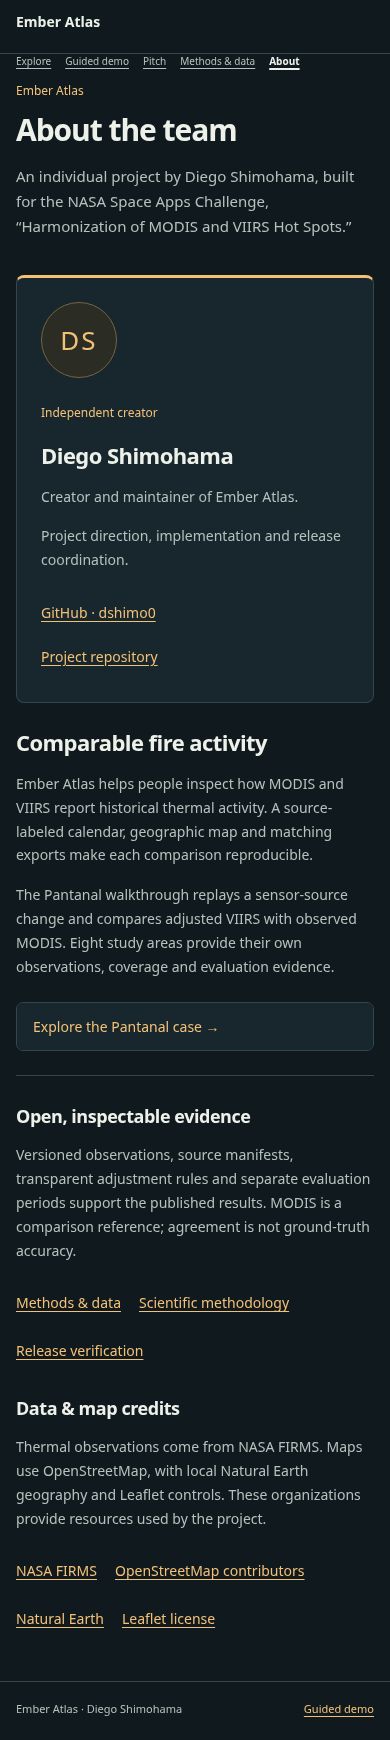 Ember Atlas
Explore Guided demo Pitch Methods & data About
Ember Atlas
About the team
An individual project by Diego Shimohama, built
for the NASA Space Apps Challenge,
“Harmonization of MODIS and VIIRS Hot Spots.”
DS
Independent creator
Diego Shimohama
Creator and maintainer of Ember Atlas.
Project direction, implementation and release
coordination.
GitHub · dshimo0
Project repository
Comparable fire activity
Ember Atlas helps people inspect how MODIS and
VIIRS report historical thermal activity. A source-
labeled calendar, geographic map and matching
exports make each comparison reproducible.
The Pantanal walkthrough replays a sensor-source
change and compares adjusted VIIRS with observed
MODIS. Eight study areas provide their own
observations, coverage and evaluation evidence.
Explore the Pantanal case →
Open, inspectable evidence
Versioned observations, source manifests,
transparent adjustment rules and separate evaluation
periods support the published results. MODIS is a
comparison reference; agreement is not ground-truth
accuracy.
Methods & data Scientific methodology
Release verification
Data & map credits
Thermal observations come from NASA FIRMS. Maps
use OpenStreetMap, with local Natural Earth
geography and Leaflet controls. These organizations
provide resources used by the project.
NASA FIRMS OpenStreetMap contributors
Natural Earth Leaflet license
Ember Atlas · Diego Shimohama Guided demo